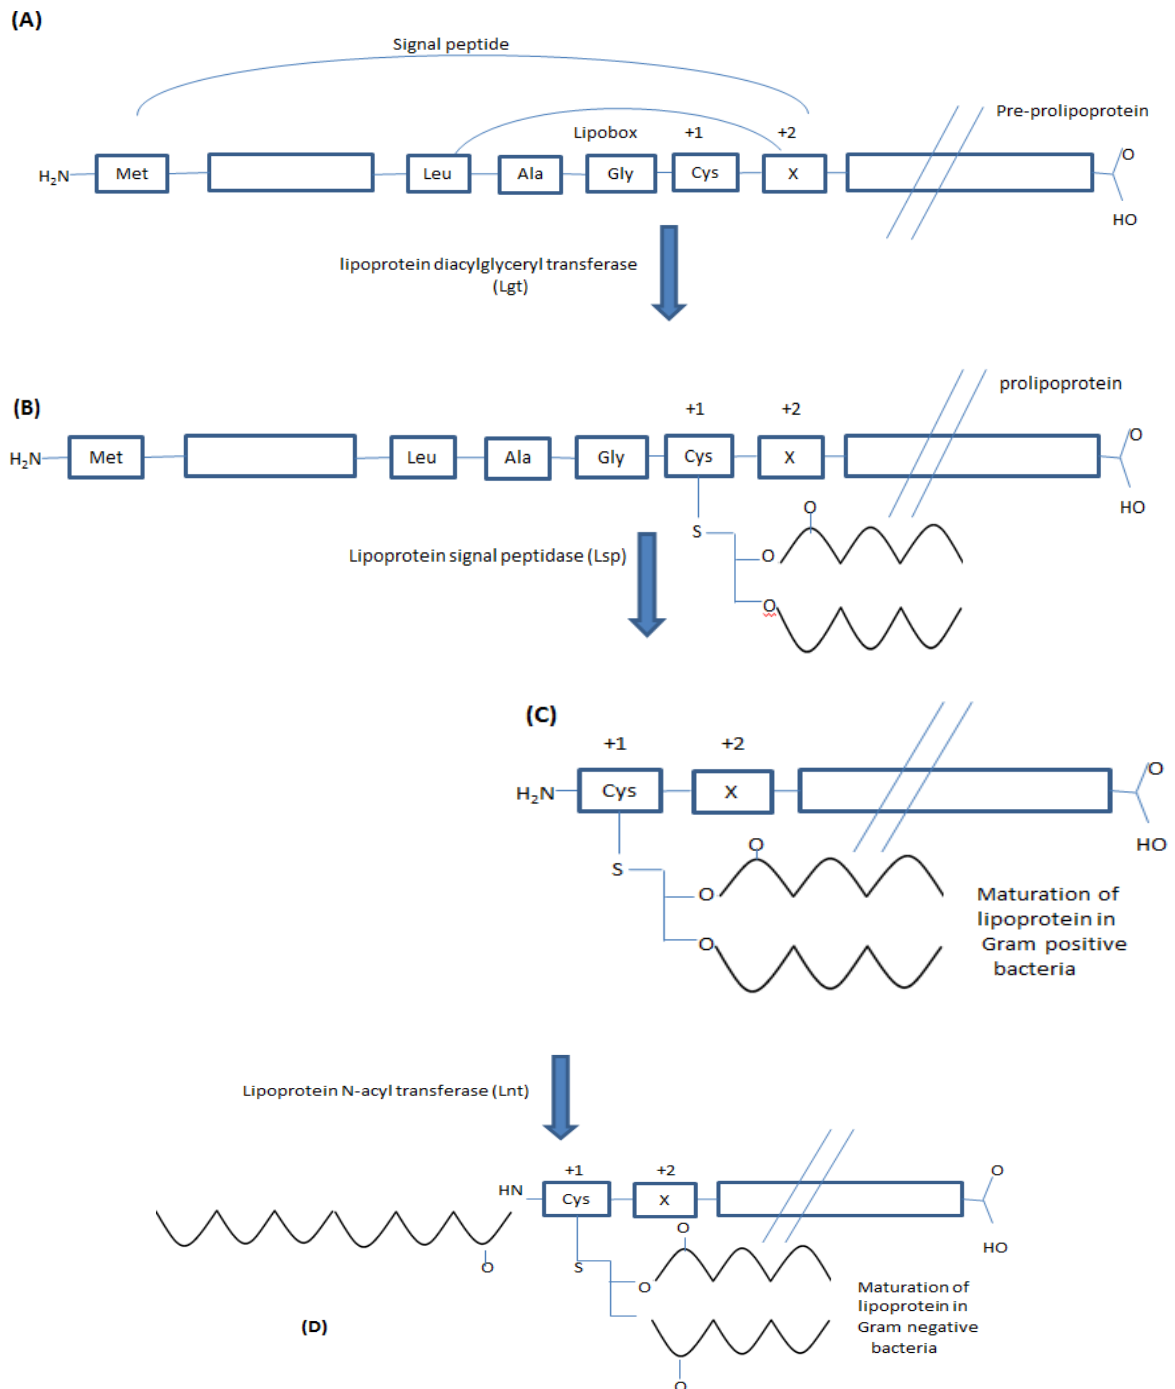 (A)
Signal peptide
Lipobox +1 +2
Pre-prolipoprotein
H2N Met Leu Ala Gly Cys X
O
HO
lipoprotein diacylglyceryl transferase
(Lgt)
(B)
prolipoprotein
+1 +2
H2N Met Leu Ala Gly Cys X
O
HO
O
S
O
O
Lipoprotein signal peptidase (Lsp)
(C)
+1 +2
H2N Cys X
O
HO
O
S
O
O
Maturation of
lipoprotein in
Gram positive
bacteria
Lipoprotein N-acyl transferase (Lnt)
+1 +2
HN Cys X
O
HO
O
O
S
O
O
Maturation of
lipoprotein in
Gram negative
bacteria
(D)